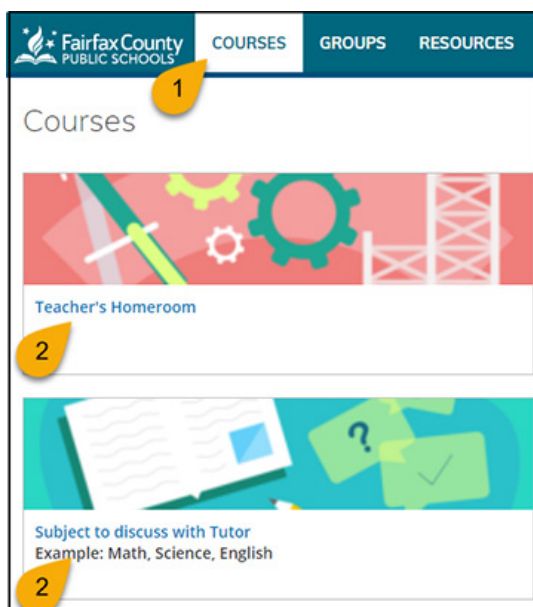 Fairfax County COURSES GROUPS RESOURCES
PUBLIC SCHOOLS
1
Courses
Teacher's Homeroom
2
?
Subject to discuss with Tutor
Example: Math, Science, English
2